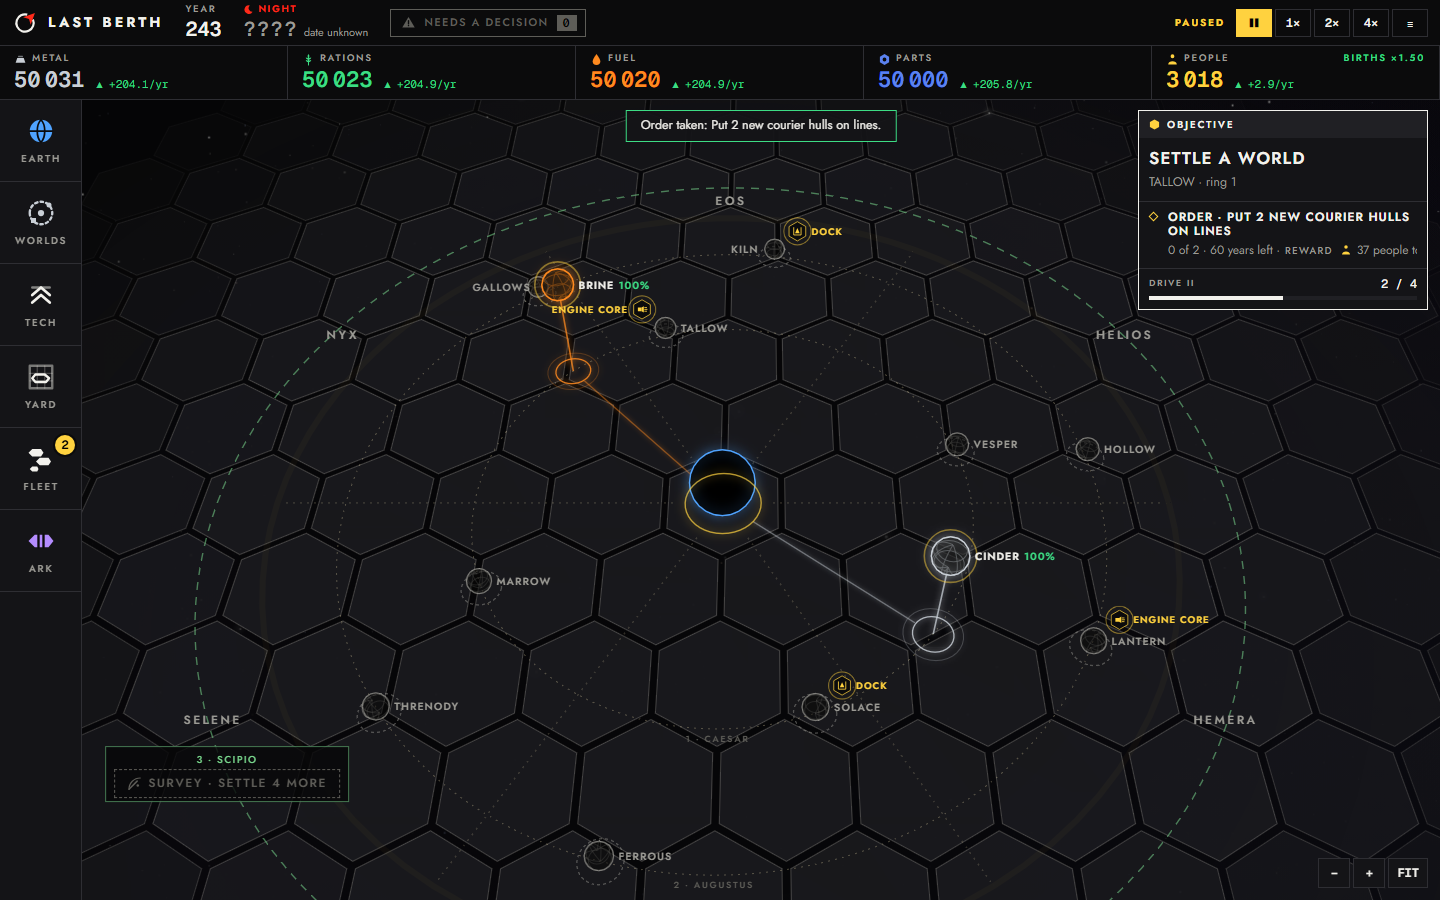 LAST BERTH
YEAR
243
NIGHT
????
date unknown
NEEDS A DECISION 0
PAUSED
1×
2×
4×
METAL
50 031
▲ +204.1/yr
RATIONS
50 023
▲ +204.9/yr
FUEL
50 020
▲ +204.9/yr
PARTS
50 000
▲ +205.8/yr
PEOPLE
BIRTHS ×1.50
3 018
▲ +2.9/yr
EARTH
WORLDS
TECH
YARD
2
FLEET
ARK
Order taken: Put 2 new courier hulls on lines.
OBJECTIVE
SETTLE A WORLD
TALLOW · ring 1
ORDER · PUT 2 NEW COURIER HULLS
ON LINES
0 of 2 · 60 years left · REWARD 37 people
DRIVE II
2 / 4
EOS
DOCK
KILN
GALLOWS
BRINE 100%
ENGINE CORE
TALLOW
NYX
HELIOS
VESPER
HOLLOW
CINDER 100%
MARROW
ENGINE CORE
LANTERN
DOCK
SOLACE
THRENODY
SELENE
HEMERA
1 · CAESAR
3 · SCIPIO
SURVEY · SETTLE 4 MORE
FERROUS
2 · AUGUSTUS
−
+
FIT